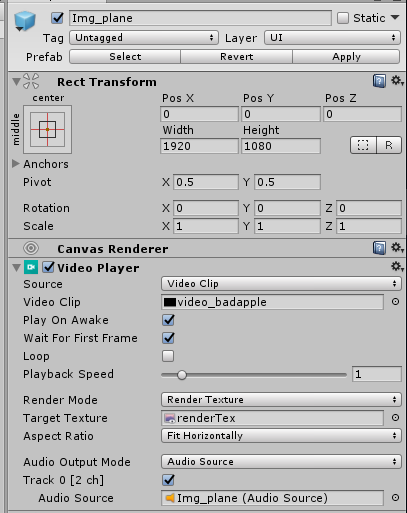 Img_plane Static
Tag Untagged Layer UI
Prefab Select Revert Apply
Rect Transform
center Pos X Pos Y Pos Z
middle 0 0 0
Width Height
1920 1080 R
Anchors
Pivot X 0.5 Y 0.5
Rotation X 0 Y 0 Z 0
Scale X 1 Y 1 Z 1
Canvas Renderer
Video Player
Source Video Clip
Video Clip video_badapple
Play On Awake
Wait For First Frame
Loop
Playback Speed 1
Render Mode Render Texture
Target Texture renderTex
Aspect Ratio Fit Horizontally
Audio Output Mode Audio Source
Track 0 [2 ch]
Audio Source Img_plane (Audio Source)